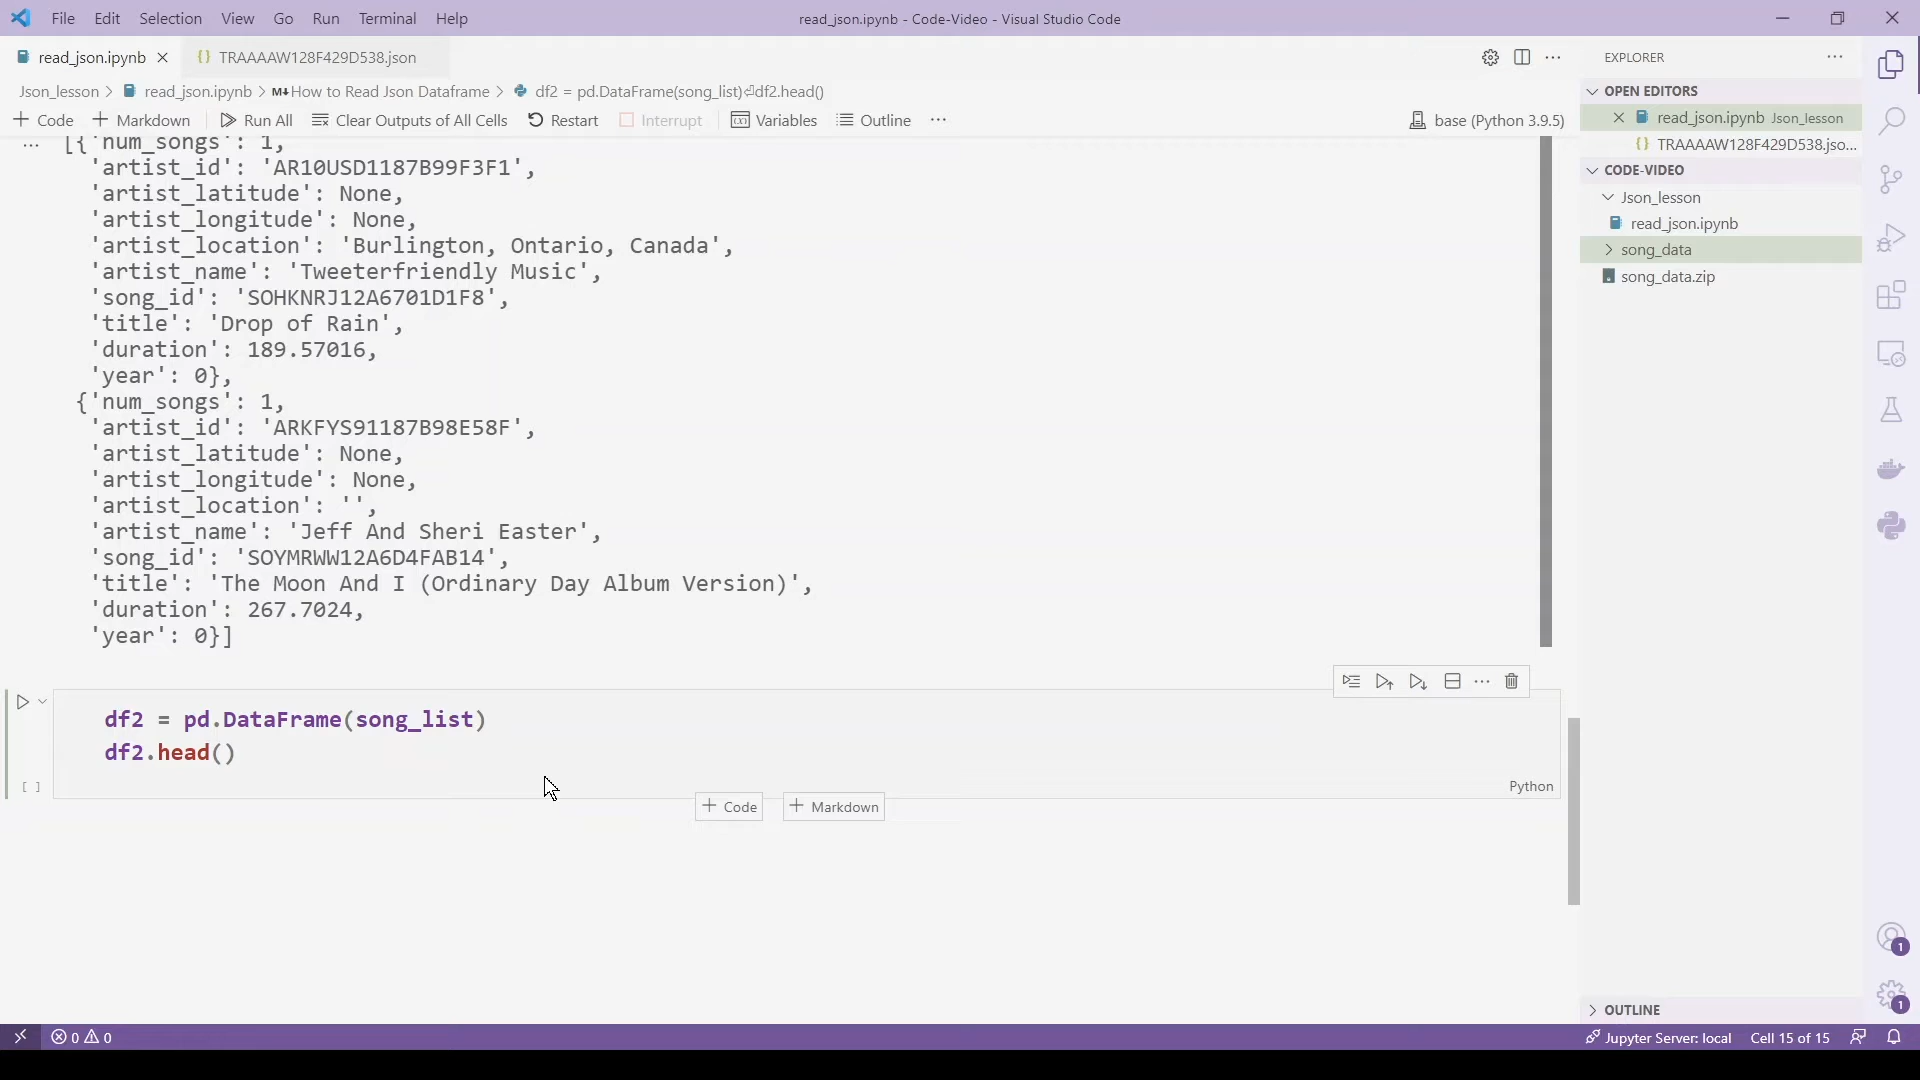 File Edit Selection View Go Run Terminal Help
read_json.ipynb - Code-Video - Visual Studio Code
read_json.ipynb
TRAAAAW128F429D538.json
EXPLORER
Json_lesson > read_json.ipynb > M↓How to Read Json Dataframe > df2 = pd.DataFrame(song_list)⏎df2.head()
OPEN EDITORS
Code Markdown Run All Clear Outputs of All Cells Restart Interrupt Variables Outline ... base (Python 3.9.5)
read_json.ipynb Json_lesson
TRAAAAW128F429D538.jso...
CODE-VIDEO
Json_lesson
read_json.ipynb
song_data
song_data.zip
[{'num_songs': 1,
'artist_id': 'AR10USD1187B99F3F1',
'artist_latitude': None,
'artist_longitude': None,
'artist_location': 'Burlington, Ontario, Canada',
'artist_name': 'Tweeterfriendly Music',
'song_id': 'SOHKNRJ12A6701D1F8',
'title': 'Drop of Rain',
'duration': 189.57016,
'year': 0},
{'num_songs': 1,
'artist_id': 'ARKFYS91187B98E58F',
'artist_latitude': None,
'artist_longitude': None,
'artist_location': '',
'artist_name': 'Jeff And Sheri Easter',
'song_id': 'SOYMRWW12A6D4FAB14',
'title': 'The Moon And I (Ordinary Day Album Version)',
'duration': 267.7024,
'year': 0}]
df2 = pd.DataFrame(song_list)
df2.head()
[ ]
Python
Code Markdown
1
1
OUTLINE
0 0
Jupyter Server: local Cell 15 of 15